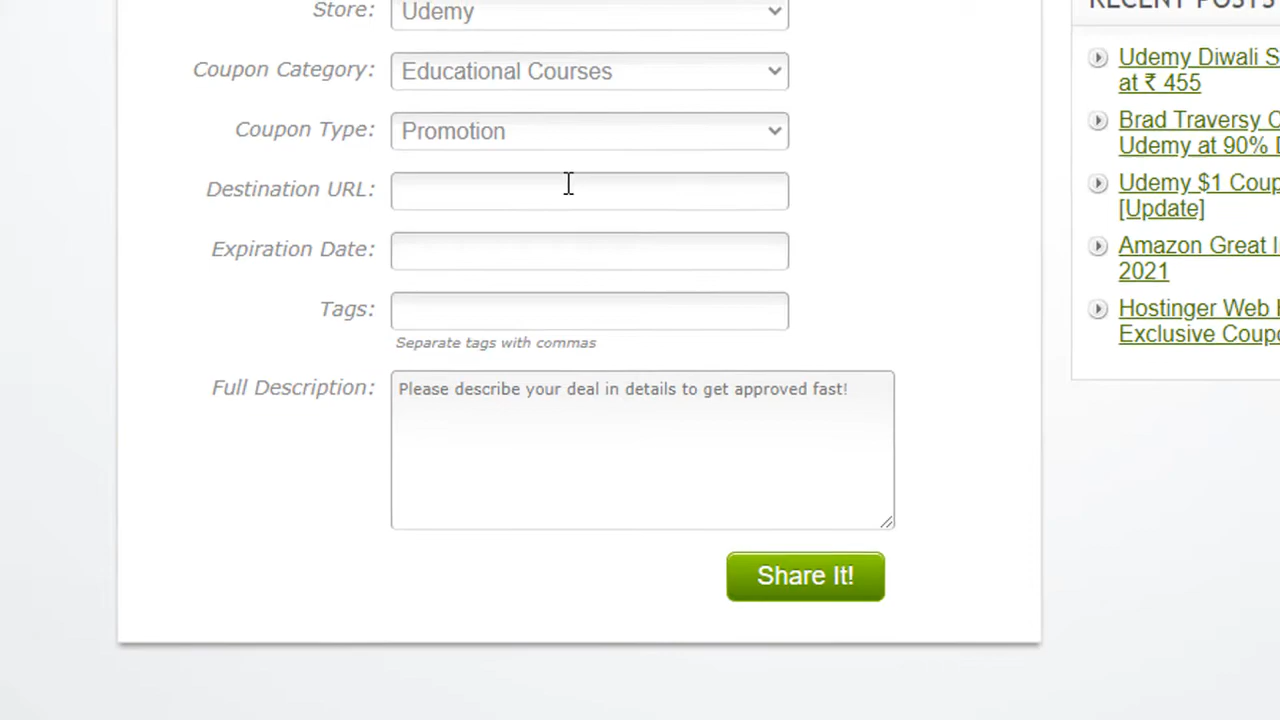 Store:
Udemy
Coupon Category:
Educational Courses
Coupon Type:
Promotion
Destination URL:
Expiration Date:
Tags:
Separate tags with commas
Full Description:
Please describe your deal in details to get approved fast!
Share It!
RECENT POSTS
Udemy Diwali S
at ₹ 455
Brad Traversy C
Udemy at 90% D
Udemy $1 Coup
[Update]
Amazon Great I
2021
Hostinger Web H
Exclusive Coupo